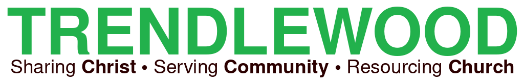 TRENDLEWOOD
Sharing Christ • Serving Community • Resourcing Church